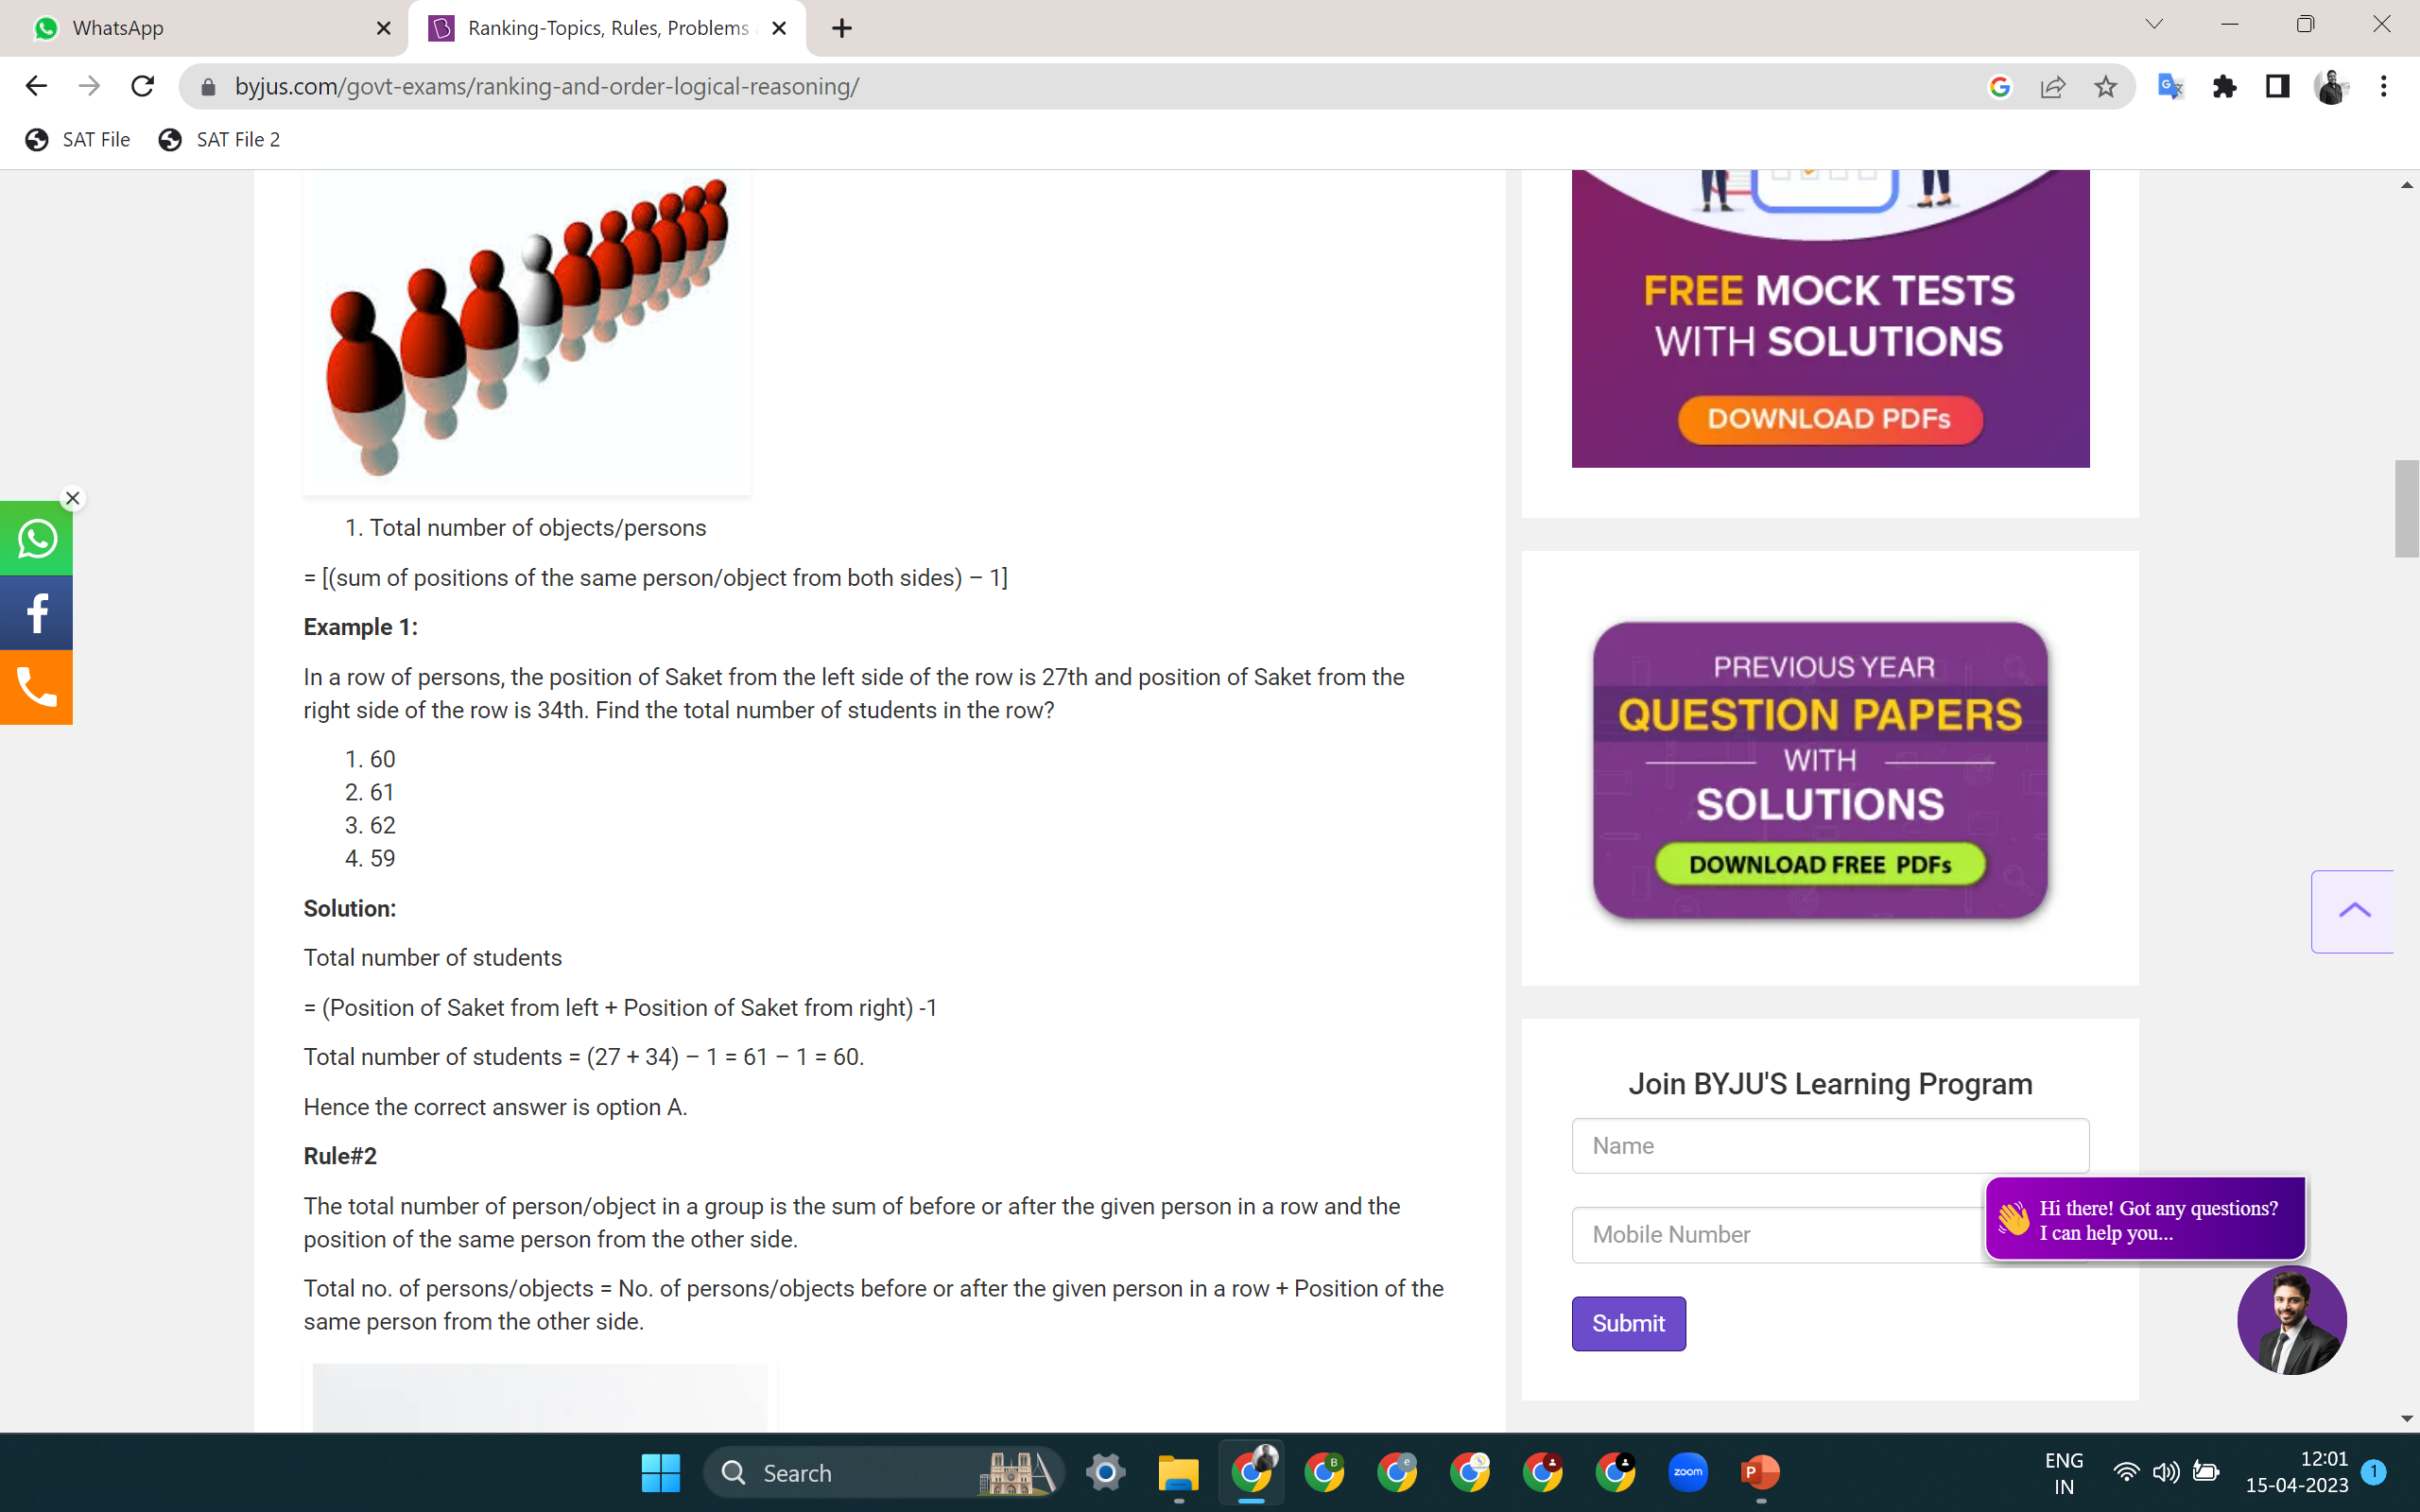 WhatsApp
Ranking-Topics, Rules, Problems
byjus.com/govt-exams/ranking-and-order-logical-reasoning/
SAT File
SAT File 2
1. Total number of objects/persons
= [(sum of positions of the same person/object from both sides) – 1]
Example 1:
In a row of persons, the position of Saket from the left side of the row is 27th and position of Saket from the
right side of the row is 34th. Find the total number of students in the row?
1. 60
2. 61
3. 62
4. 59
Solution:
Total number of students
= (Position of Saket from left + Position of Saket from right) -1
Total number of students = (27 + 34) – 1 = 61 – 1 = 60.
Hence the correct answer is option A.
Rule#2
The total number of person/object in a group is the sum of before or after the given person in a row and the
position of the same person from the other side.
Total no. of persons/objects = No. of persons/objects before or after the given person in a row + Position of the
same person from the other side.
FREE MOCK TESTS
WITH SOLUTIONS
DOWNLOAD PDFs
PREVIOUS YEAR
QUESTION PAPERS
WITH
SOLUTIONS
DOWNLOAD FREE PDFs
Join BYJU'S Learning Program
Name
Mobile Number
Submit
Hi there! Got any questions?
I can help you...
Search
zoom
ENG
IN
12:01
15-04-2023
1